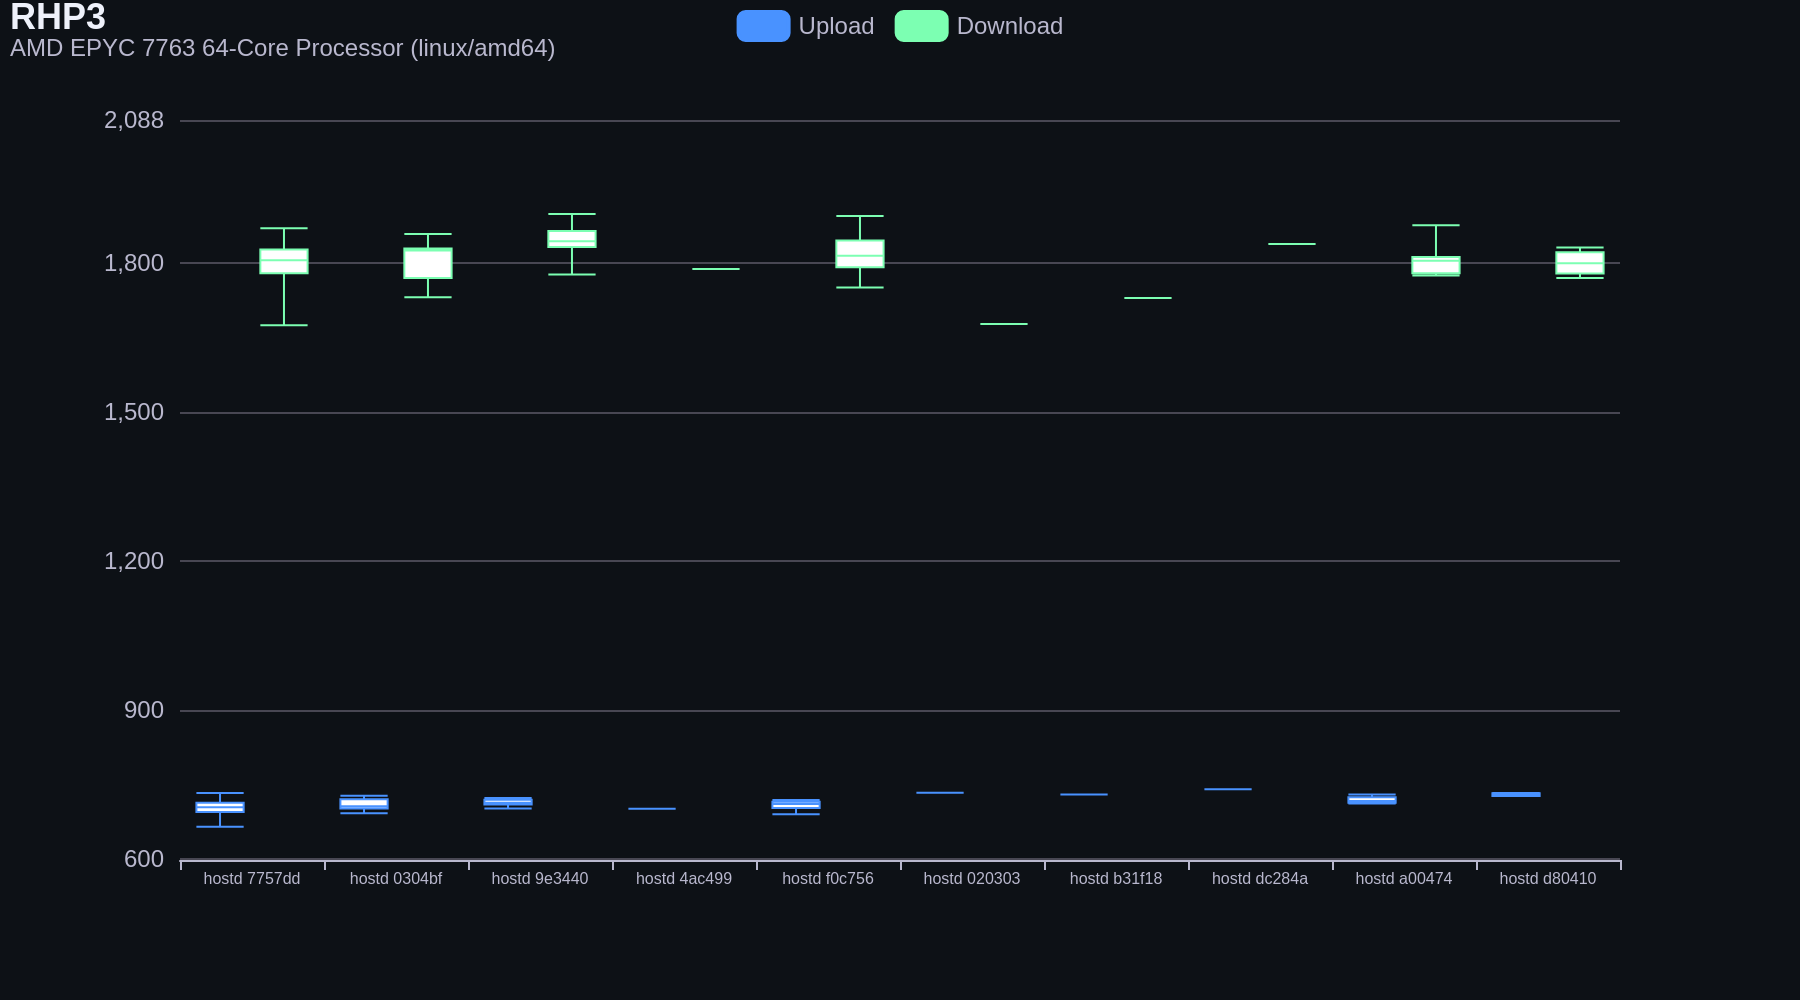 RHP3
AMD EPYC 7763 64-Core Processor (linux/amd64)
Upload
Download
2,088
1,800
1,500
1,200
900
600
hostd 7757dd
hostd 0304bf
hostd 9e3440
hostd 4ac499
hostd f0c756
hostd 020303
hostd b31f18
hostd dc284a
hostd a00474
hostd d80410